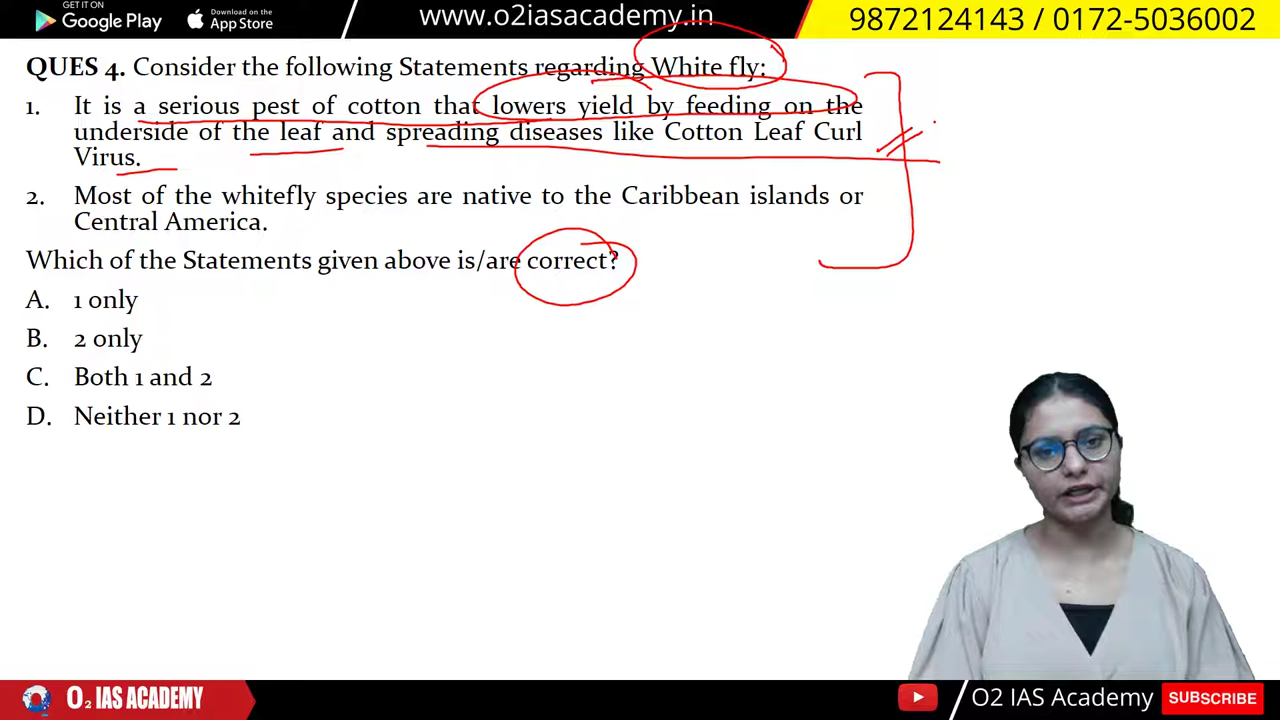 GET IT ON
Google Play
Download on the
App Store
www.o2iasacademy.in
9872124143 / 0172-5036002
QUES 4. Consider the following Statements regarding White fly:
1. It is a serious pest of cotton that lowers yield by feeding on the
underside of the leaf and spreading diseases like Cotton Leaf Curl
Virus.
2. Most of the whitefly species are native to the Caribbean islands or
Central America.
Which of the Statements given above is/are correct?
A. 1 only
B. 2 only
C. Both 1 and 2
D. Neither 1 nor 2
O2 IAS ACADEMY
O2 IAS Academy
SUBSCRIBE